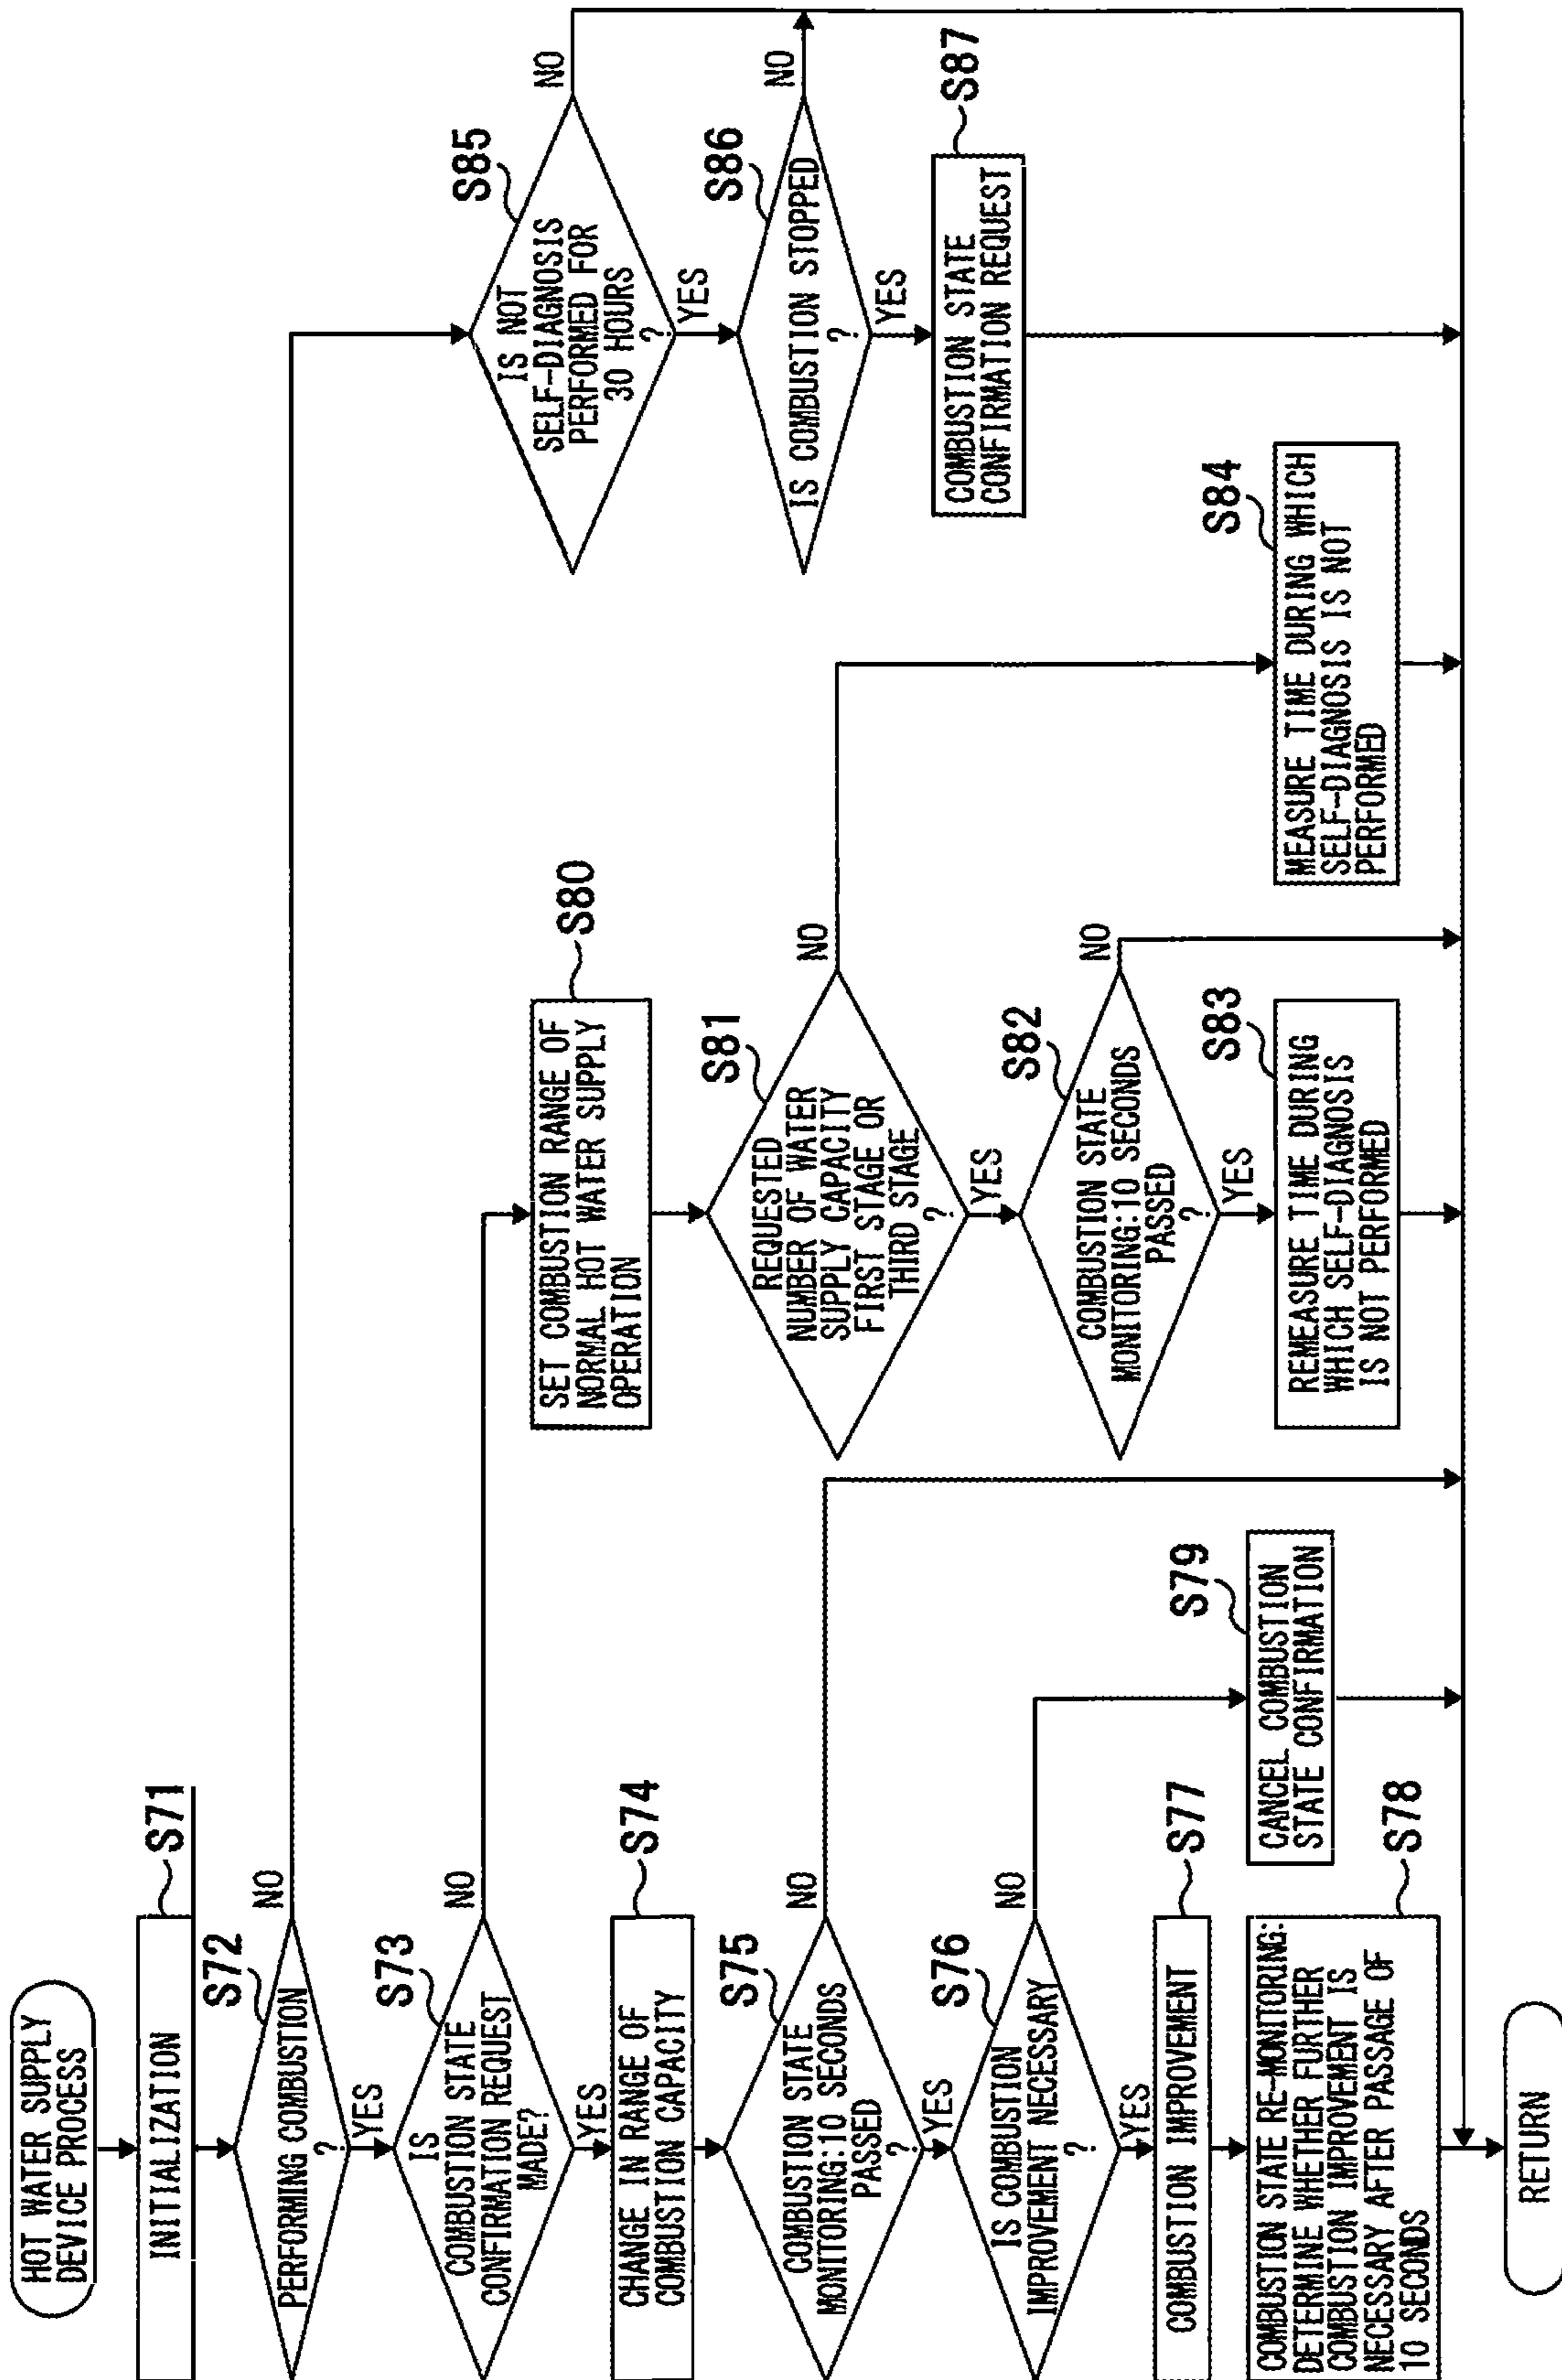 HOT WATER SUPPLY
DEVICE PROCESS
INITIALIZATION
S71
PERFORMING COMBUSTION
?
S72
NO
YES
IS
COMBUSTION STATE
CONFIRMATION REQUEST
MADE?
S73
NO
YES
CHANGE IN RANGE OF
COMBUSTION CAPACITY
S74
COMBUSTION STATE
MONITORING:10 SECONDS
PASSED
?
S75
NO
YES
IS COMBUSTION
IMPROVEMENT NECESSARY
?
S76
NO
YES
COMBUSTION IMPROVEMENT
S77
COMBUSTION STATE RE-MONITORING:
DETERMINE WHETHER FURTHER
COMBUSTION IMPROVEMENT IS
NECESSARY AFTER PASSAGE OF
10 SECONDS
S78
CANCEL COMBUSTION
STATE CONFIRMATION
S79
SET COMBUSTION RANGE OF
NORMAL HOT WATER SUPPLY
OPERATION
S80
REQUESTED
NUMBER OF WATER
SUPPLY CAPACITY
FIRST STAGE OR
THIRD STAGE
?
S81
NO
YES
COMBUSTION STATE
MONITORING:10 SECONDS
PASSED
?
S82
NO
YES
REMEASURE TIME DURING
WHICH SELF-DIAGNOSIS
IS NOT PERFORMED
S83
MEASURE TIME DURING WHICH
SELF-DIAGNOSIS IS NOT
PERFORMED
S84
IS NOT
SELF-DIAGNOSIS
PERFORMED FOR
30 HOURS
?
S85
NO
YES
IS COMBUSTION STOPPED
?
S86
NO
YES
COMBUSTION STATE
CONFIRMATION REQUEST
S87
RETURN